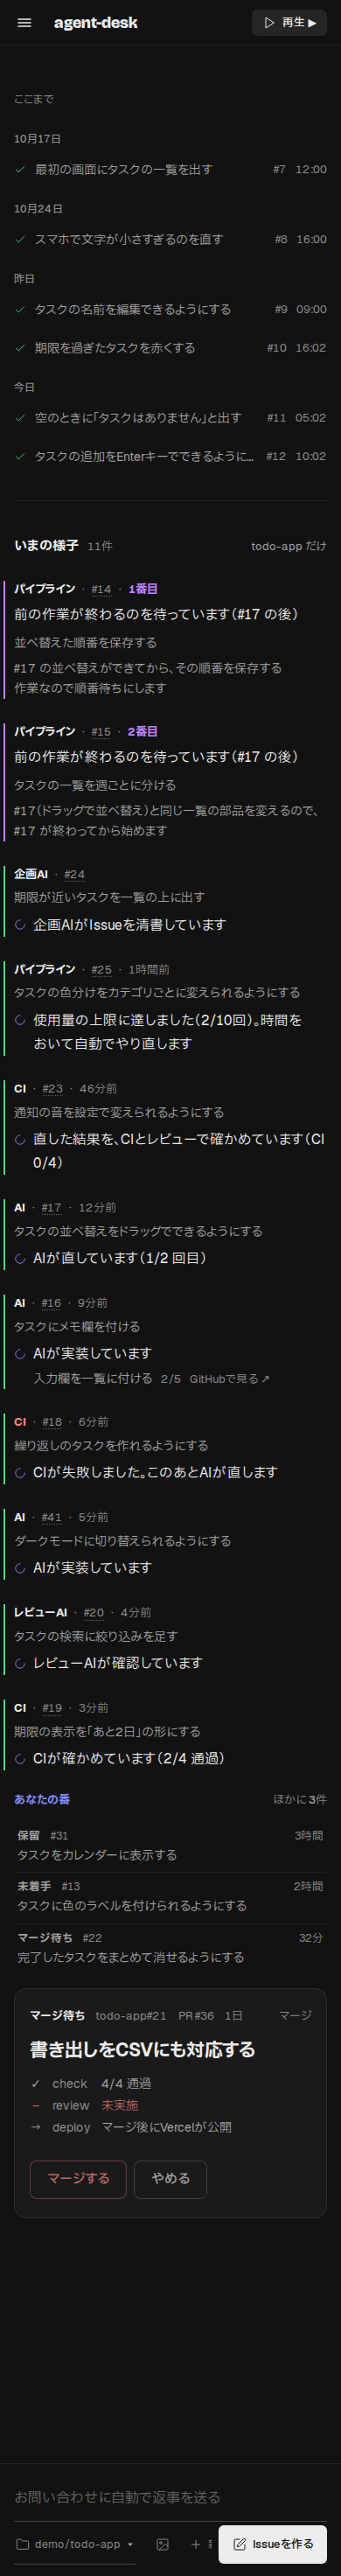 agent-desk
再生 ▶
ここまで
10月17日
✓ 最初の画面にタスクの一覧を出す #7 12:00
10月24日
✓ スマホで文字が小さすぎるのを直す #8 16:00
昨日
✓ タスクの名前を編集できるようにする #9 09:00
✓ 期限を過ぎたタスクを赤くする #10 16:02
今日
✓ 空のときに「タスクはありません」と出す #11 05:02
✓ タスクの追加をEnterキーでできるように… #12 10:02
いまの様子 11件 todo-app だけ
パイプライン · #14 · 1番目
前の作業が終わるのを待っています（#17 の後）
並べ替えた順番を保存する
#17 の並べ替えができてから、その順番を保存する
作業なので順番待ちにします
パイプライン · #15 · 2番目
前の作業が終わるのを待っています（#17 の後）
タスクの一覧を週ごとに分ける
#17（ドラッグで並べ替え）と同じ一覧の部品を変えるので、
#17 が終わってから始めます
企画AI · #24
期限が近いタスクを一覧の上に出す
企画AIがIssueを清書しています
パイプライン · #25 · 1時間前
タスクの色分けをカテゴリごとに変えられるようにする
使用量の上限に達しました（2/10回）。時間を
おいて自動でやり直します
CI · #23 · 46分前
通知の音を設定で変えられるようにする
直した結果を、CIとレビューで確かめています（CI
0/4）
AI · #17 · 12分前
タスクの並べ替えをドラッグでできるようにする
AIが直しています（1/2 回目）
AI · #16 · 9分前
タスクにメモ欄を付ける
AIが実装しています
入力欄を一覧に付ける 2/5 GitHubで見る↗
CI · #18 · 6分前
繰り返しのタスクを作れるようにする
CIが失敗しました。このあとAIが直します
AI · #41 · 5分前
ダークモードに切り替えられるようにする
AIが実装しています
レビューAI · #20 · 4分前
タスクの検索に絞り込みを足す
レビューAIが確認しています
CI · #19 · 3分前
期限の表示を「あと2日」の形にする
CIが確かめています（2/4 通過）
あなたの番 ほかに 3件
保留 #31 3時間
タスクをカレンダーに表示する
未着手 #13 2時間
タスクに色のラベルを付けられるようにする
マージ待ち #22 32分
完了したタスクをまとめて消せるようにする
マージ待ち todo-app#21 PR#36 1日 マージ
書き出しをCSVにも対応する
✓ check 4/4 通過
– review 未実施
→ deploy マージ後にVercelが公開
マージする やめる
お問い合わせに自動で返事を送る
demo/todo-app
Issueを作る